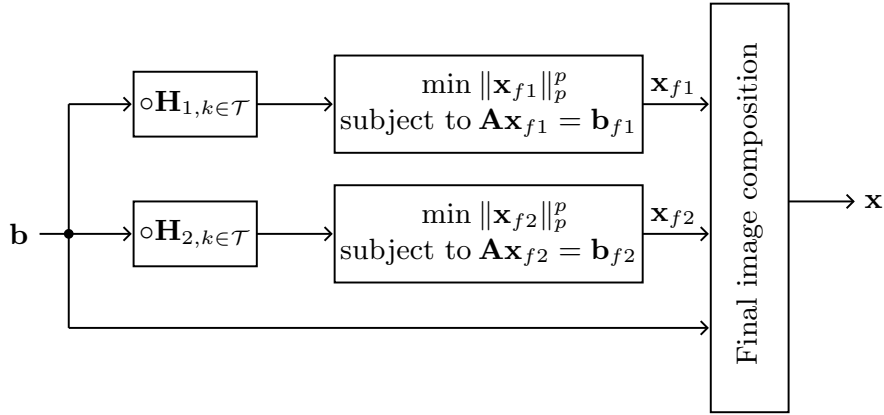 b
∘H_{1,k∈𝒯}
min ‖x_{f1}‖_p^p
subject to Ax_{f1} = b_{f1}
x_{f1}
∘H_{2,k∈𝒯}
min ‖x_{f2}‖_p^p
subject to Ax_{f2} = b_{f2}
x_{f2}
Final image composition
x